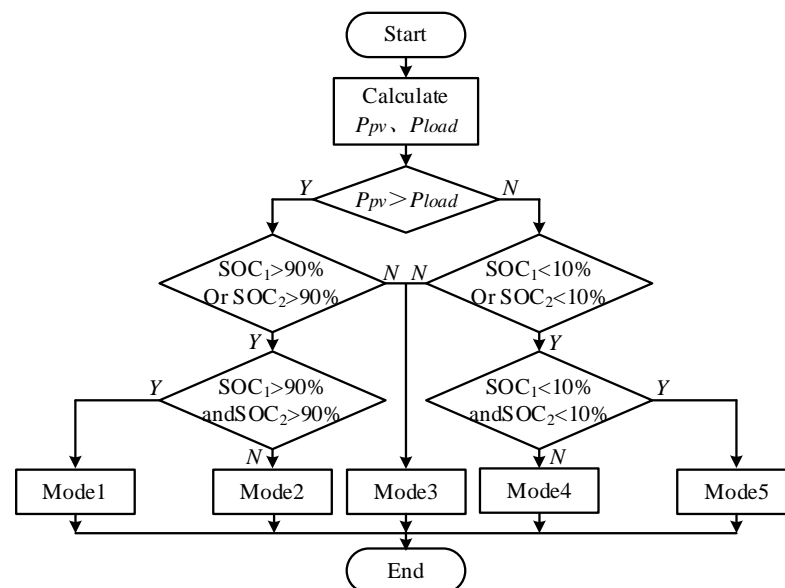 Start
Calculate
Ppv、Pload
Y
Ppv＞Pload
N
SOC₁>90%
Or SOC₂>90%
N
N
SOC₁<10%
Or SOC₂<10%
Y
Y
Y
SOC₁>90%
andSOC₂>90%
SOC₁<10%
andSOC₂<10%
Y
N
N
Mode1
Mode2
Mode3
Mode4
Mode5
End